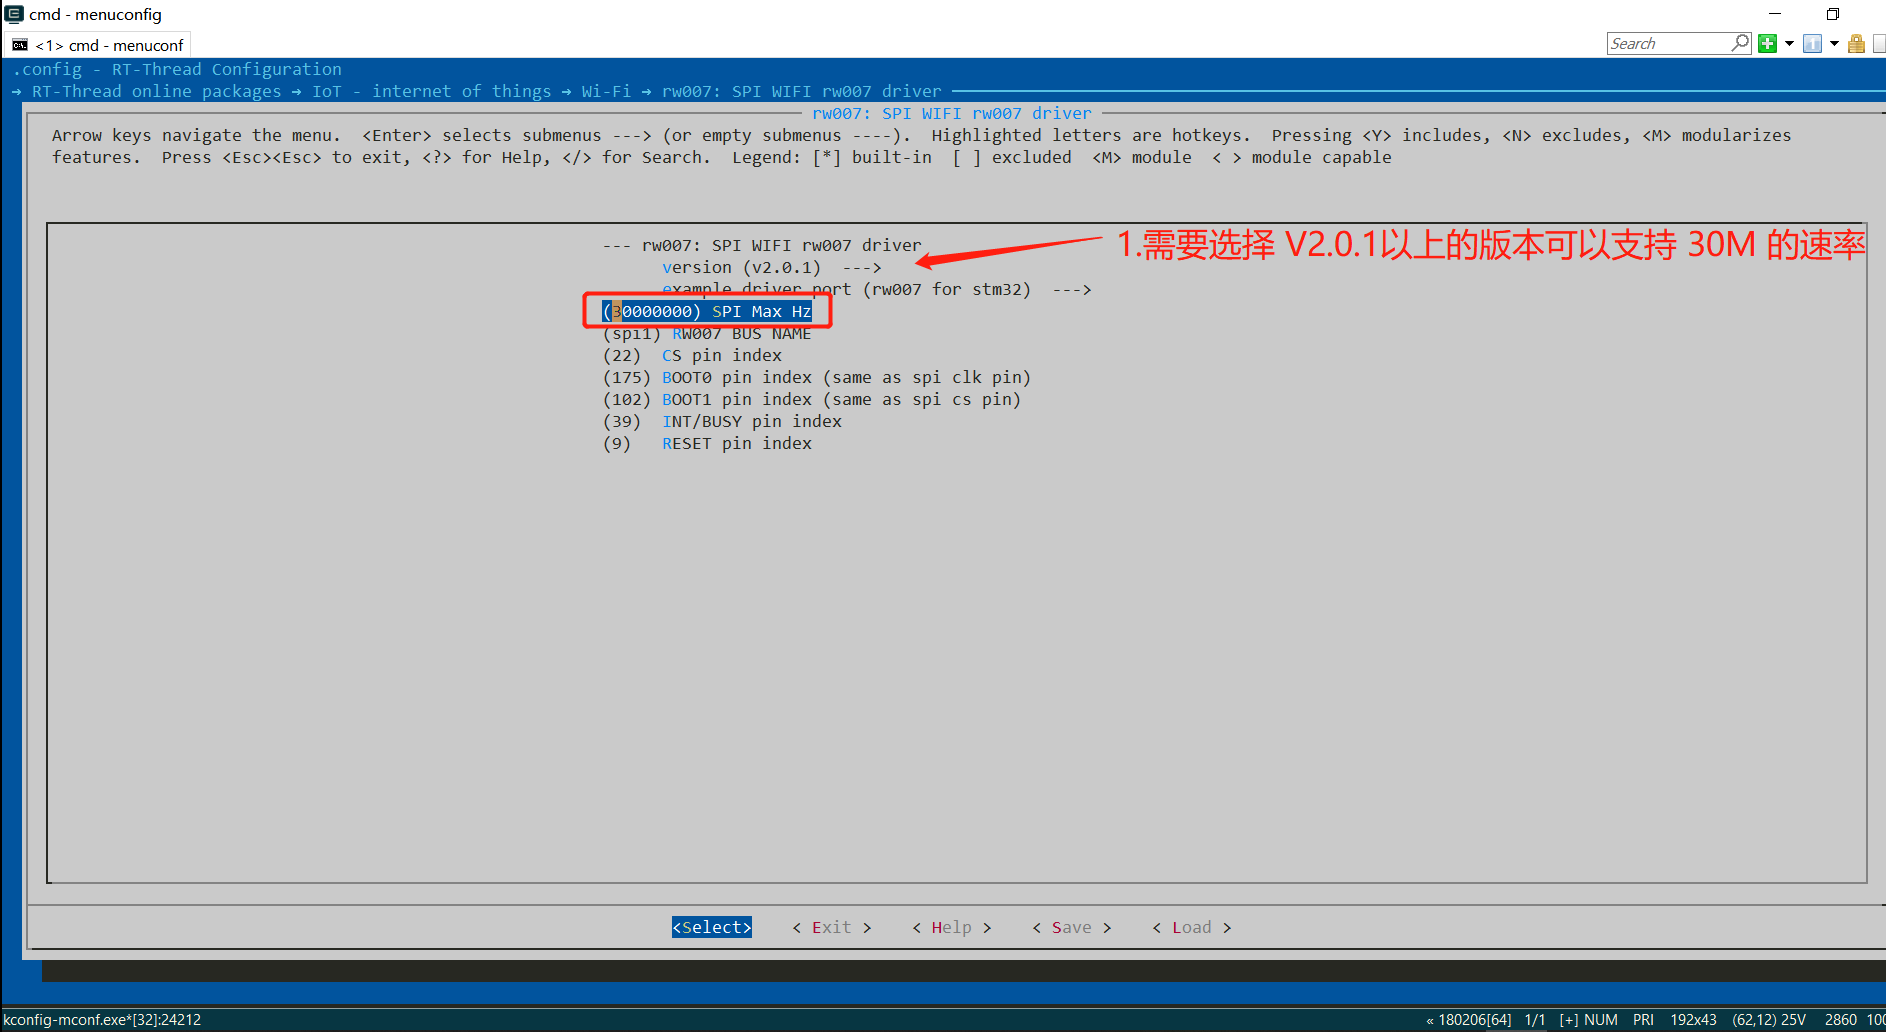 cmd - menuconfig
<1> cmd - menuconf
Search
.config - RT-Thread Configuration
→ RT-Thread online packages → IoT - internet of things → Wi-Fi → rw007: SPI WIFI rw007 driver
rw007: SPI WIFI rw007 driver
Arrow keys navigate the menu.  <Enter> selects submenus ---> (or empty submenus ----).  Highlighted letters are hotkeys.  Pressing <Y> includes, <N> excludes, <M> modularizes
features.  Press <Esc><Esc> to exit, <?> for Help, </> for Search.  Legend: [*] built-in  [ ] excluded  <M> module  < > module capable
--- rw007: SPI WIFI rw007 driver
1.需要选择 V2.0.1以上的版本可以支持 30M 的速率
version (v2.0.1)  --->
example driver port (rw007 for stm32)  --->
(30000000) SPI Max Hz
(spi1) RW007 BUS NAME
(22)  CS pin index
(175) BOOT0 pin index (same as spi clk pin)
(102) BOOT1 pin index (same as spi cs pin)
(39)  INT/BUSY pin index
(9)   RESET pin index
<Select>    < Exit >    < Help >    < Save >    < Load >
kconfig-mconf.exe*[32]:24212
« 180206[64]  1/1  [+] NUM  PRI  192x43  (62,12) 25V  2860  100